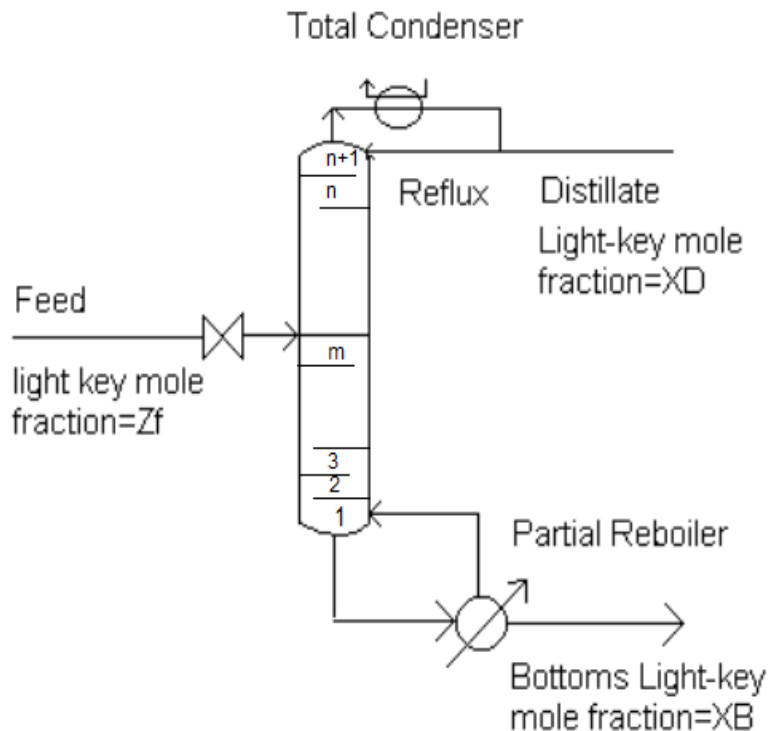 Total Condenser
n+1
n
Reflux
Distillate
Light-key mole
fraction=XD
Feed
light key mole
fraction=Zf
m
3
2
1
Partial Reboiler
Bottoms Light-key
mole fraction=XB